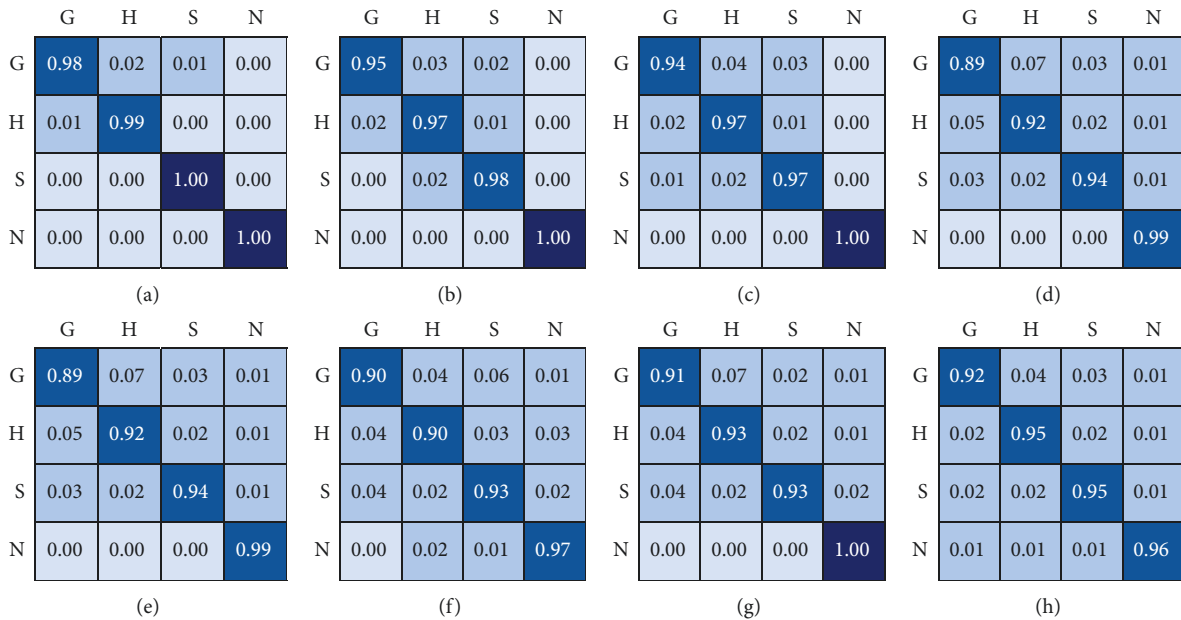 G H S N G H S N G H S N G H S N
G 0.98 0.02 0.01 0.00 G 0.95 0.03 0.02 0.00 G 0.94 0.04 0.03 0.00 G 0.89 0.07 0.03 0.01
H 0.01 0.99 0.00 0.00 H 0.02 0.97 0.01 0.00 H 0.02 0.97 0.01 0.00 H 0.05 0.92 0.02 0.01
S 0.00 0.00 1.00 0.00 S 0.00 0.02 0.98 0.00 S 0.01 0.02 0.97 0.00 S 0.03 0.02 0.94 0.01
N 0.00 0.00 0.00 1.00 N 0.00 0.00 0.00 1.00 N 0.00 0.00 0.00 1.00 N 0.00 0.00 0.00 0.99
(a) (b) (c) (d)
G H S N G H S N G H S N G H S N
G 0.89 0.07 0.03 0.01 G 0.90 0.04 0.06 0.01 G 0.91 0.07 0.02 0.01 G 0.92 0.04 0.03 0.01
H 0.05 0.92 0.02 0.01 H 0.04 0.90 0.03 0.03 H 0.04 0.93 0.02 0.01 H 0.02 0.95 0.02 0.01
S 0.03 0.02 0.94 0.01 S 0.04 0.02 0.93 0.02 S 0.04 0.02 0.93 0.02 S 0.02 0.02 0.95 0.01
N 0.00 0.00 0.00 0.99 N 0.00 0.02 0.01 0.97 N 0.00 0.00 0.00 1.00 N 0.01 0.01 0.01 0.96
(e) (f) (g) (h)